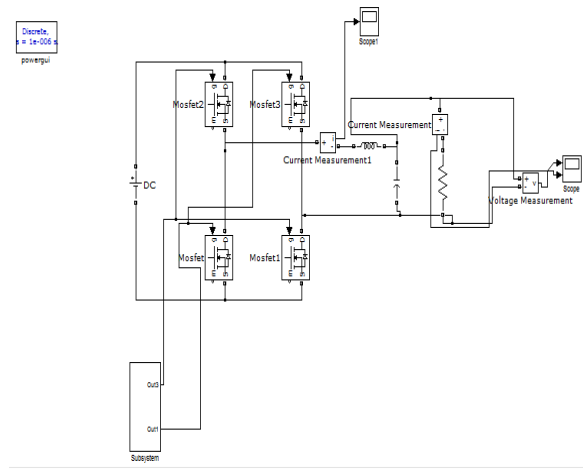 Discrete,
s = 1e-006 s.
powergui
Scope1
Mosfet2
Mosfet3
Current Measurement
Current Measurement1
DC
Scope
Voltage Measurement
Mosfet
Mosfet1
Out3
Out1
Subsystem